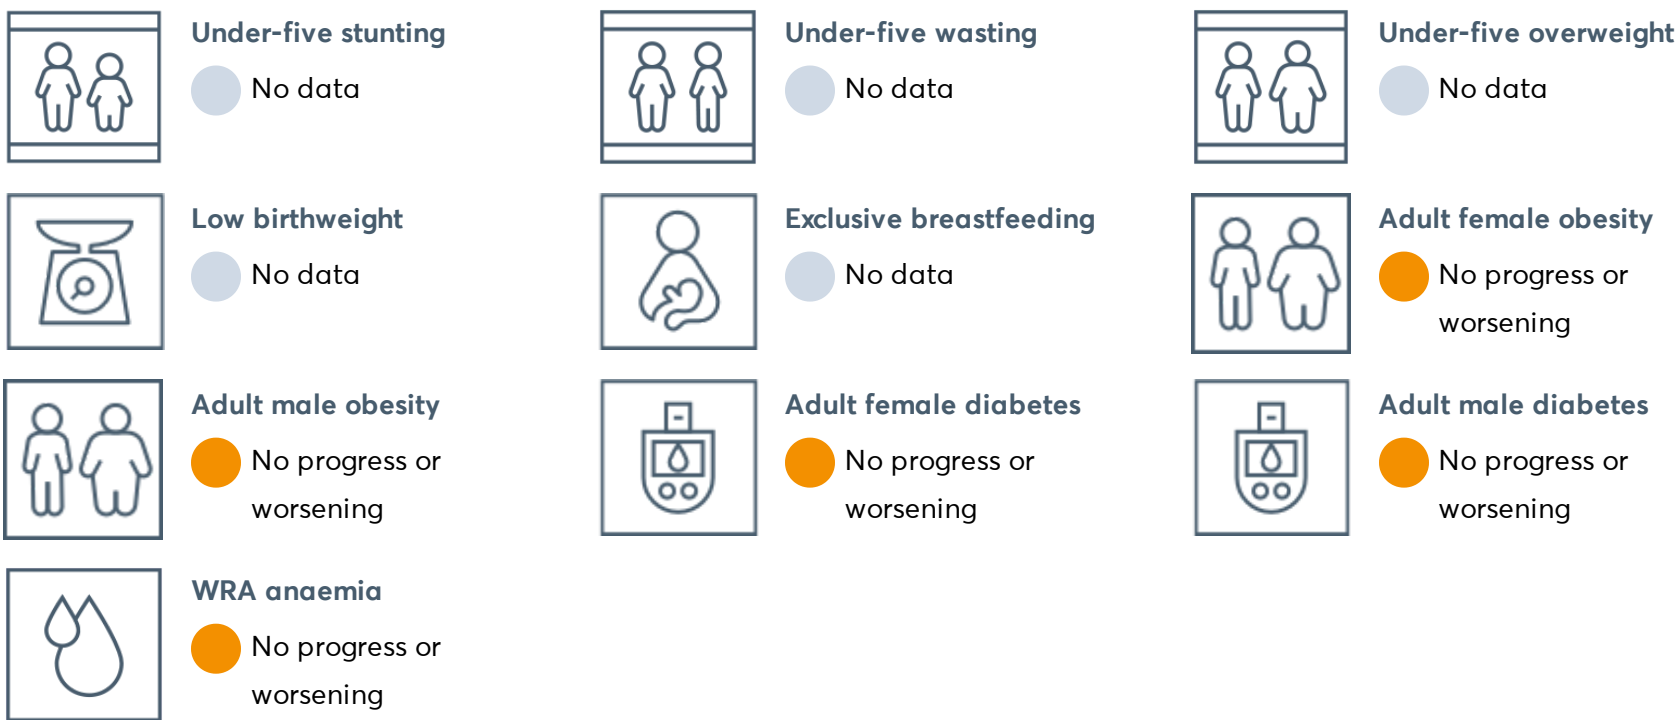 Under-five stunting
No data
Under-five wasting
No data
Under-five overweight
No data
Low birthweight
No data
Exclusive breastfeeding
No data
Adult female obesity
No progress or
worsening
Adult male obesity
No progress or
worsening
Adult female diabetes
No progress or
worsening
Adult male diabetes
No progress or
worsening
WRA anaemia
No progress or
worsening